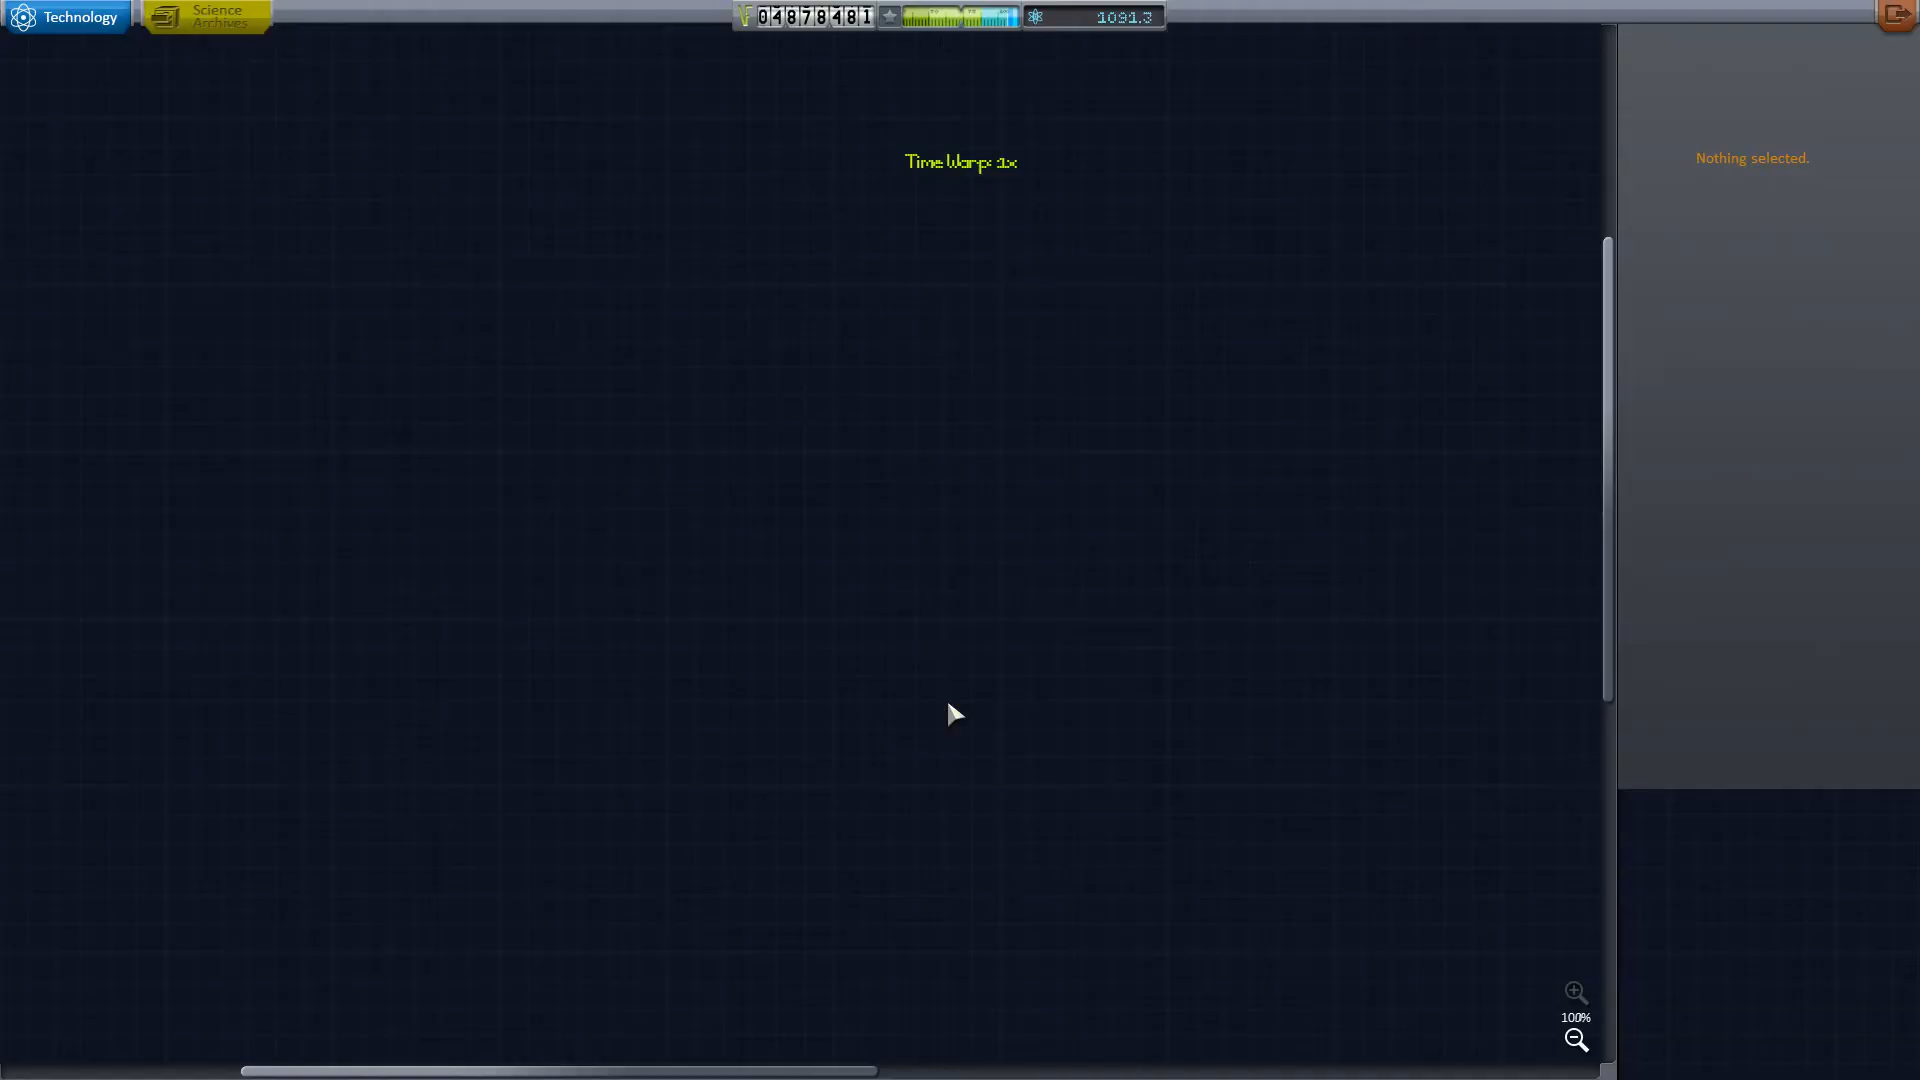 Technology
Science
Archives
04878481
1091.3
Time Warp: 1x
Nothing selected.
100%